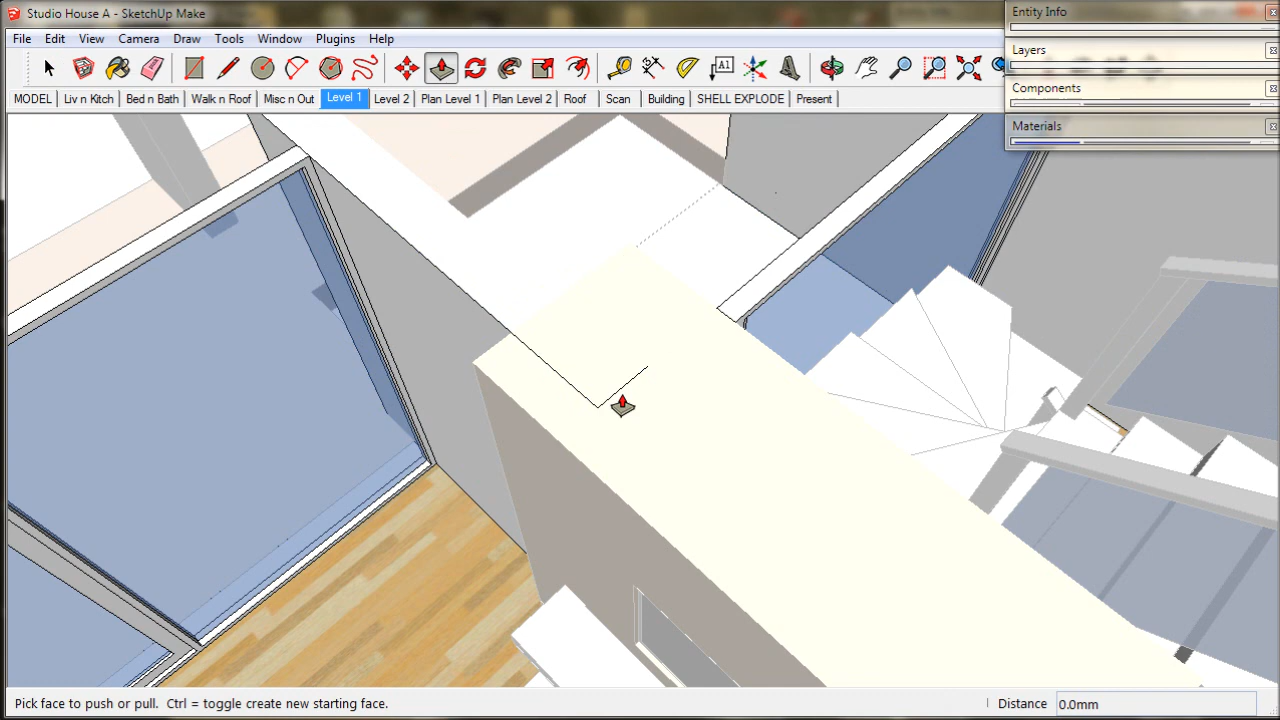 Studio House A - SketchUp Make
Entity Info
File Edit View Camera Draw Tools Window Plugins Help
Layers
A1
MODEL Liv n Kitch Bed n Bath Walk n Roof Misc n Out Level 1 Level 2 Plan Level 1 Plan Level 2 Roof Scan Building SHELL EXPLODE Present
Components
Materials
Pick face to push or pull. Ctrl = toggle create new starting face. Distance 0.0mm